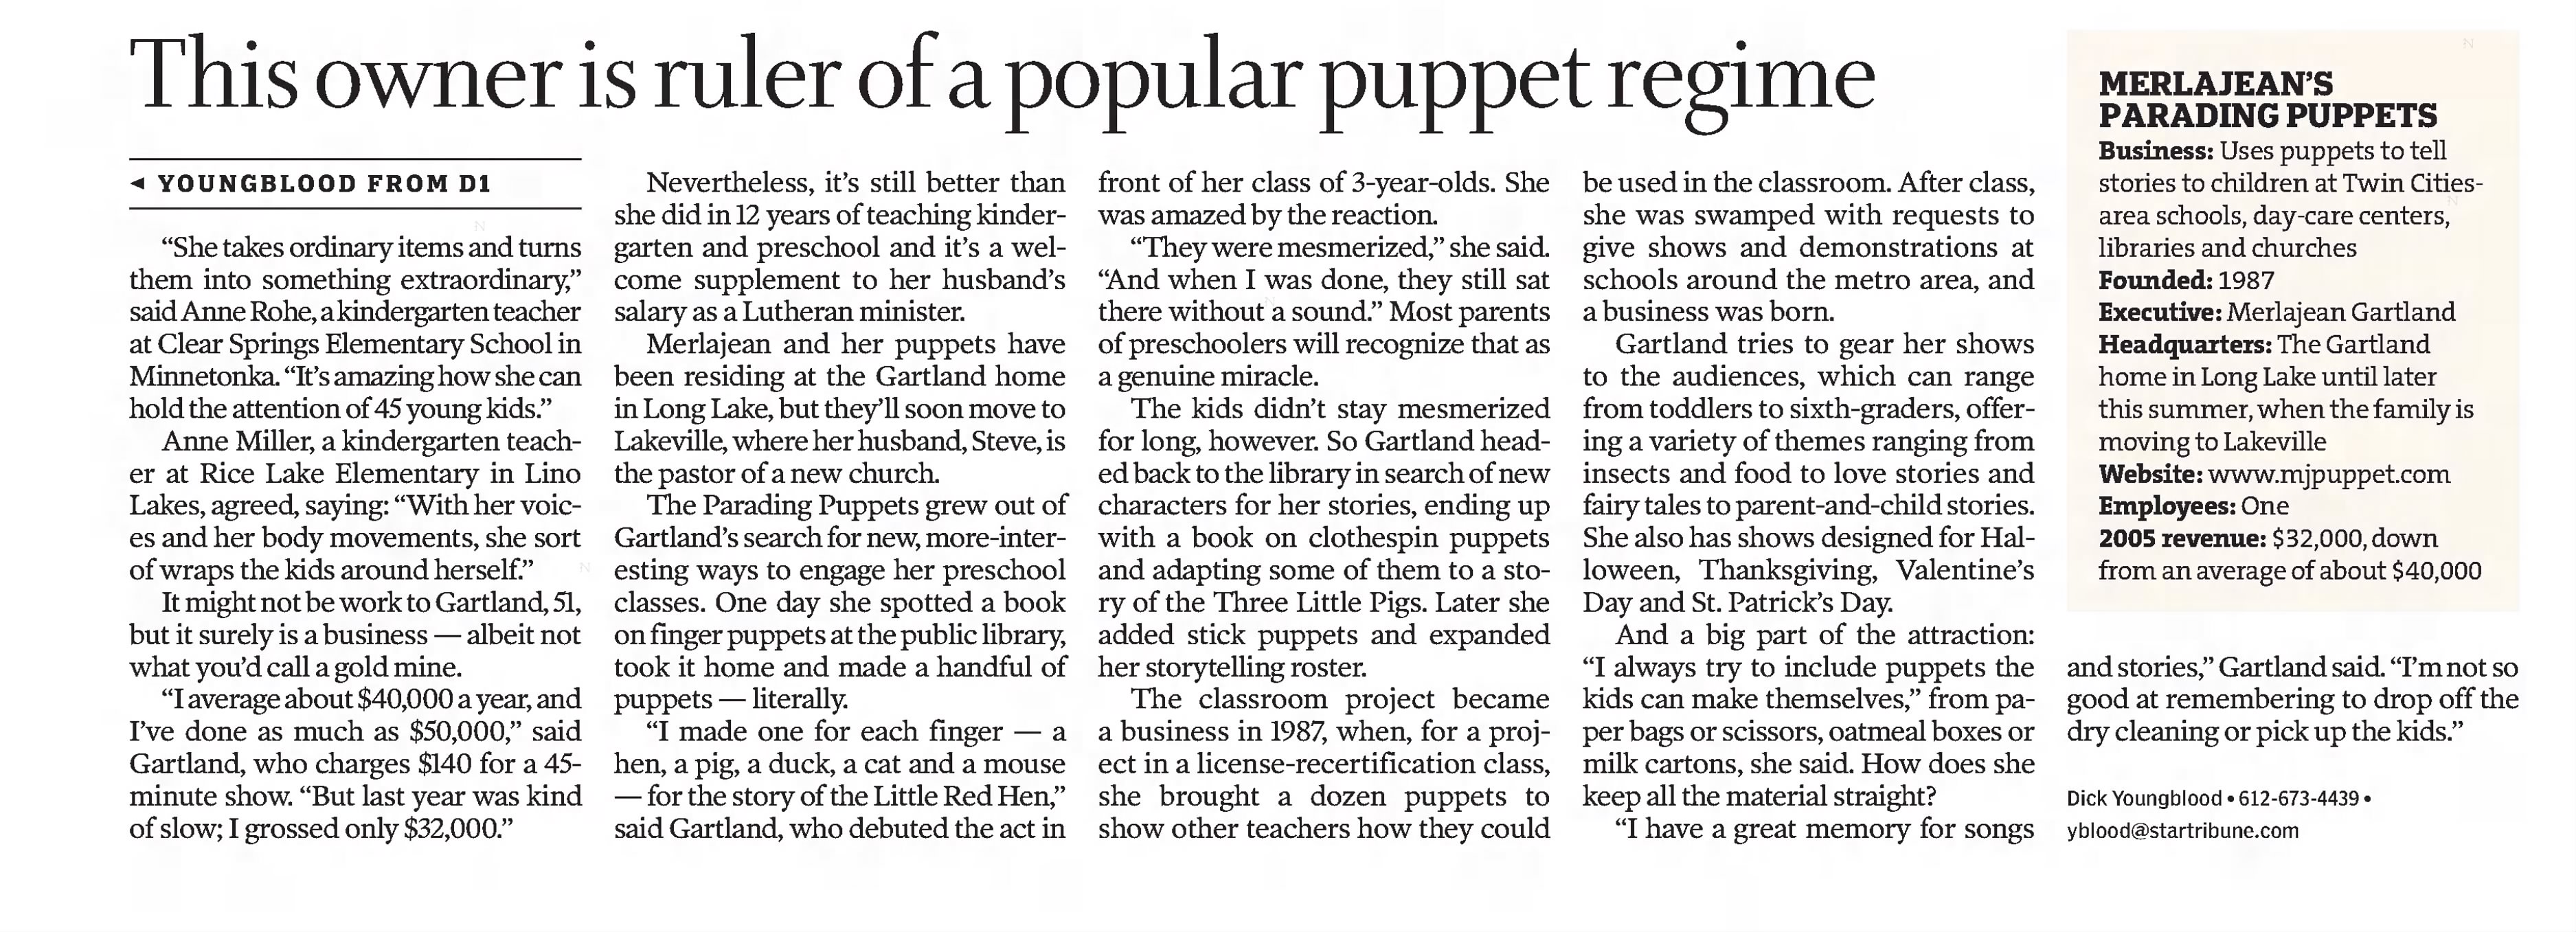 This owner is ruler of a popular puppet regime
◄ YOUNGBLOOD FROM D1
“She takes ordinary items and turns
them into something extraordinary,”
said Anne Rohe, a kindergarten teacher
at Clear Springs Elementary School in
Minnetonka. “It’s amazing how she can
hold the attention of 45 young kids.”
Anne Miller, a kindergarten teach-
er at Rice Lake Elementary in Lino
Lakes, agreed, saying: “With her voic-
es and her body movements, she sort
of wraps the kids around herself.”
It might not be work to Gartland, 51,
but it surely is a business — albeit not
what you’d call a gold mine.
“I average about $40,000 a year, and
I’ve done as much as $50,000,” said
Gartland, who charges $140 for a 45-
minute show. “But last year was kind
of slow; I grossed only $32,000.”
Nevertheless, it’s still better than
she did in 12 years of teaching kinder-
garten and preschool and it’s a wel-
come supplement to her husband’s
salary as a Lutheran minister.
Merlajean and her puppets have
been residing at the Gartland home
in Long Lake, but they’ll soon move to
Lakeville, where her husband, Steve, is
the pastor of a new church.
The Parading Puppets grew out of
Gartland’s search for new, more-inter-
esting ways to engage her preschool
classes. One day she spotted a book
on finger puppets at the public library,
took it home and made a handful of
puppets — literally.
“I made one for each finger — a
hen, a pig, a duck, a cat and a mouse
— for the story of the Little Red Hen,”
said Gartland, who debuted the act in
front of her class of 3-year-olds. She
was amazed by the reaction.
“They were mesmerized,” she said.
“And when I was done, they still sat
there without a sound.” Most parents
of preschoolers will recognize that as
a genuine miracle.
The kids didn’t stay mesmerized
for long, however. So Gartland head-
ed back to the library in search of new
characters for her stories, ending up
with a book on clothespin puppets
and adapting some of them to a sto-
ry of the Three Little Pigs. Later she
added stick puppets and expanded
her storytelling roster.
The classroom project became
a business in 1987, when, for a proj-
ect in a license-recertification class,
she brought a dozen puppets to
show other teachers how they could
be used in the classroom. After class,
she was swamped with requests to
give shows and demonstrations at
schools around the metro area, and
a business was born.
Gartland tries to gear her shows
to the audiences, which can range
from toddlers to sixth-graders, offer-
ing a variety of themes ranging from
insects and food to love stories and
fairy tales to parent-and-child stories.
She also has shows designed for Hal-
loween, Thanksgiving, Valentine’s
Day and St. Patrick’s Day.
And a big part of the attraction:
“I always try to include puppets the
kids can make themselves,” from pa-
per bags or scissors, oatmeal boxes or
milk cartons, she said. How does she
keep all the material straight?
“I have a great memory for songs
and stories,” Gartland said. “I’m not so
good at remembering to drop off the
dry cleaning or pick up the kids.”
Dick Youngblood • 612-673-4439 •
yblood@startribune.com
MERLAJEAN’S
PARADING PUPPETS
Business: Uses puppets to tell
stories to children at Twin Cities-
area schools, day-care centers,
libraries and churches
Founded: 1987
Executive: Merlajean Gartland
Headquarters: The Gartland
home in Long Lake until later
this summer, when the family is
moving to Lakeville
Website: www.mjpuppet.com
Employees: One
2005 revenue: $32,000, down
from an average of about $40,000